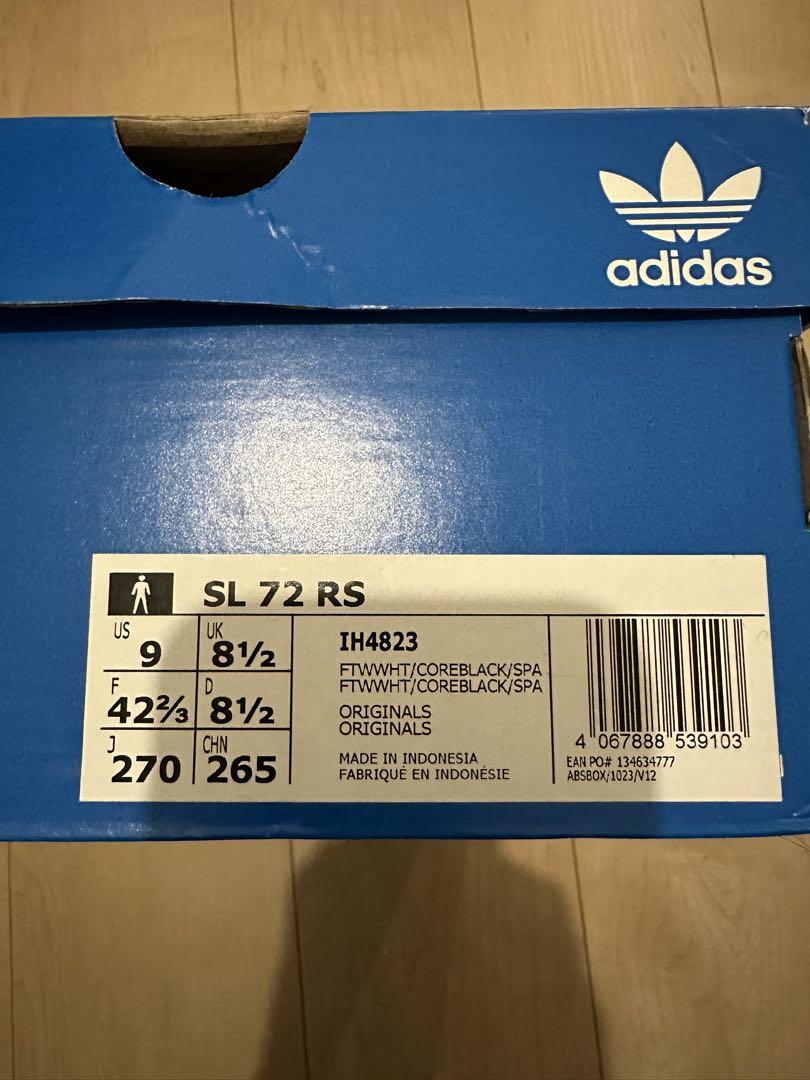 adidas
SL 72 RS
US 9
UK 8½
F 42⅔
D 8½
J 270
CHN 265
IH4823
FTWWHT/COREBLACK/SPA
FTWWHT/COREBLACK/SPA
ORIGINALS
ORIGINALS
MADE IN INDONESIA
FABRIQUÉ EN INDONÉSIE
4 067888 539103
EAN PO# 134634777
ABSBOX/1023/V12